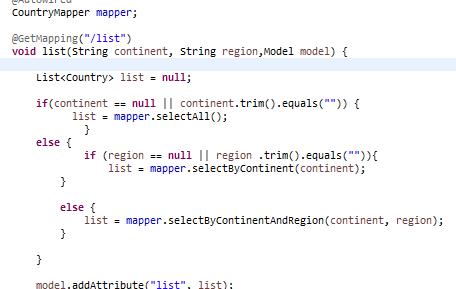 @Autowired
CountryMapper mapper;
@GetMapping("/list")
void list(String continent, String region,Model model) {
List<Country> list = null;
if(continent == null || continent.trim().equals("")) {
list = mapper.selectAll();
}
else {
if (region == null || region .trim().equals("")){
list = mapper.selectByContinent(continent);
}
else {
list = mapper.selectByContinentAndRegion(continent, region);
}
}
model.addAttribute("list", list);